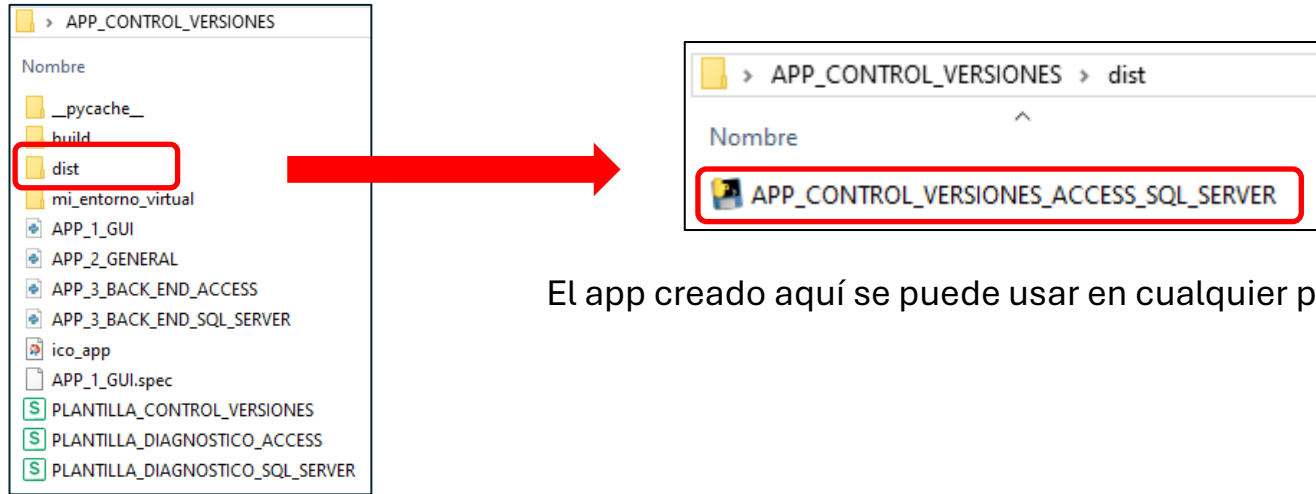 > APP_CONTROL_VERSIONES
Nombre
__pycache__
build
dist
mi_entorno_virtual
APP_1_GUI
APP_2_GENERAL
APP_3_BACK_END_ACCESS
APP_3_BACK_END_SQL_SERVER
ico_app
APP_1_GUI.spec
S PLANTILLA_CONTROL_VERSIONES
S PLANTILLA_DIAGNOSTICO_ACCESS
S PLANTILLA_DIAGNOSTICO_SQL_SERVER
> APP_CONTROL_VERSIONES > dist
Nombre
APP_CONTROL_VERSIONES_ACCESS_SQL_SERVER
El app creado aquí se puede usar en cualquier p